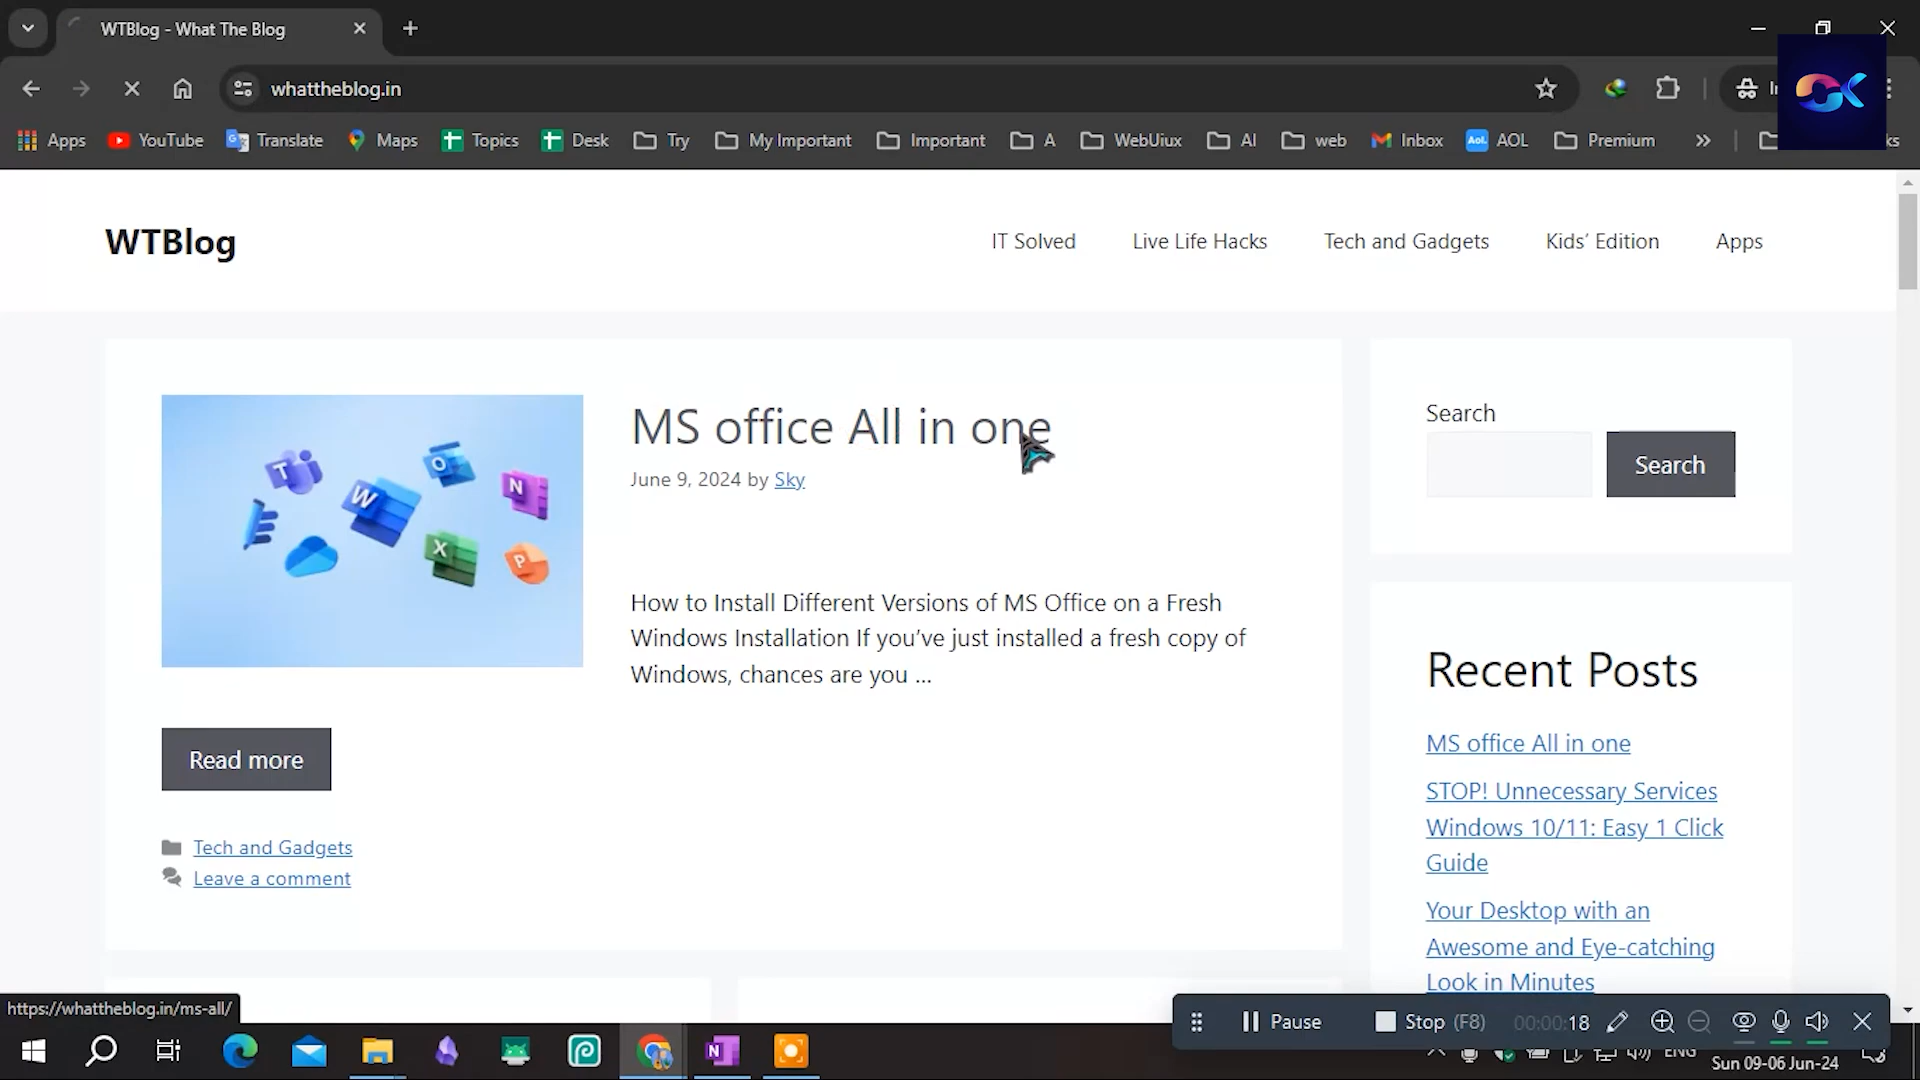 WTBlog - What The Blog
whattheblog.in
Apps YouTube Translate Maps Topics Desk Try My Important Important A WebUiux AI web Inbox AOL Premium
WTBlog
IT Solved Live Life Hacks Tech and Gadgets Kids’ Edition Apps
MS office All in one
June 9, 2024 by Sky
How to Install Different Versions of MS Office on a Fresh
Windows Installation If you’ve just installed a fresh copy of
Windows, chances are you ...
Read more
Tech and Gadgets
Leave a comment
Search
Search
Recent Posts
MS office All in one
STOP! Unnecessary Services
Windows 10/11: Easy 1 Click
Guide
Your Desktop with an
Awesome and Eye-catching
Look in Minutes
https://whattheblog.in/ms-all/
Pause Stop (F8) 00:00:18
ENG
Sun 09-06 Jun-24